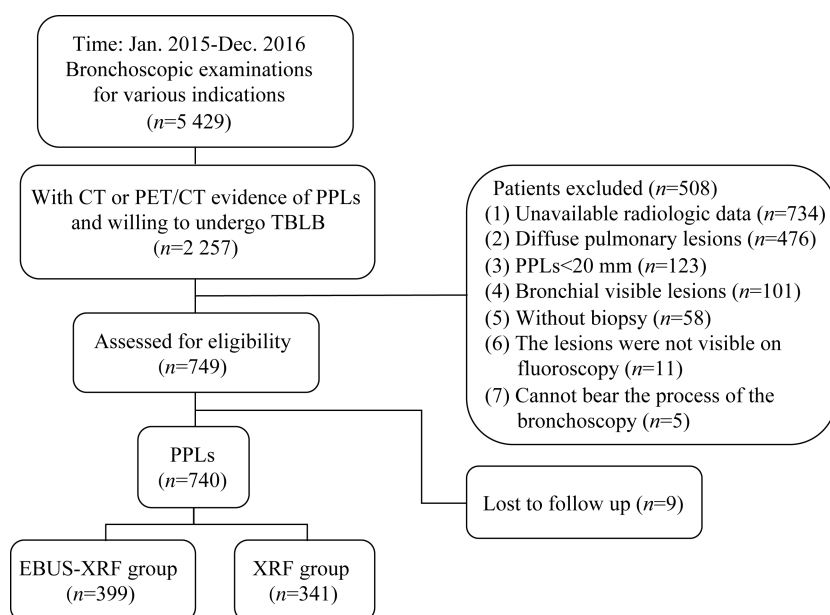 Time: Jan. 2015-Dec. 2016
Bronchoscopic examinations
for various indications
(n=5 429)
With CT or PET/CT evidence of PPLs
and willing to undergo TBLB
(n=2 257)
Patients excluded (n=508)
(1) Unavailable radiologic data (n=734)
(2) Diffuse pulmonary lesions (n=476)
(3) PPLs<20 mm (n=123)
(4) Bronchial visible lesions (n=101)
(5) Without biopsy (n=58)
(6) The lesions were not visible on
fluoroscopy (n=11)
(7) Cannot bear the process of the
bronchoscopy (n=5)
Assessed for eligibility
(n=749)
PPLs
(n=740)
Lost to follow up (n=9)
EBUS-XRF group
(n=399)
XRF group
(n=341)